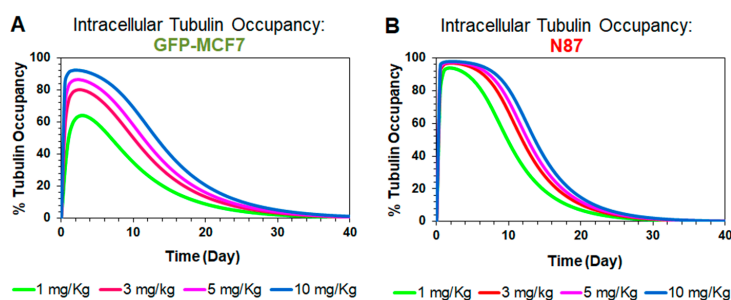 A
Intracellular Tubulin Occupancy:
GFP-MCF7
% Tubulin Occupancy
100
80
60
40
20
0
0 10 20 30 40
Time (Day)
1 mg/Kg 3 mg/kg 5 mg/Kg 10 mg/Kg
B
Intracellular Tubulin Occupancy:
N87
% Tubulin Occupancy
100
80
60
40
20
0
0 10 20 30 40
Time (Day)
1 mg/Kg 3 mg/Kg 5 mg/Kg 10 mg/Kg